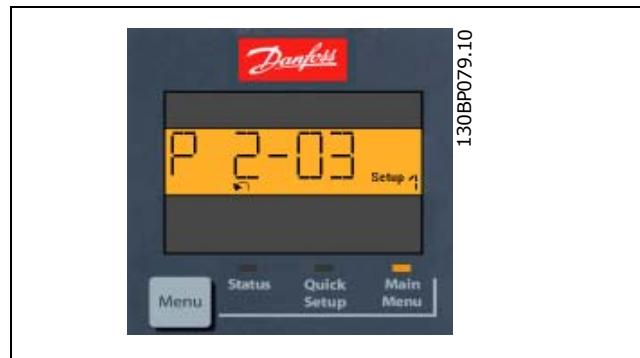 Danfoss
130BP079.10
P 2-03
Setup 1
Menu
Status
Quick Setup
Main Menu